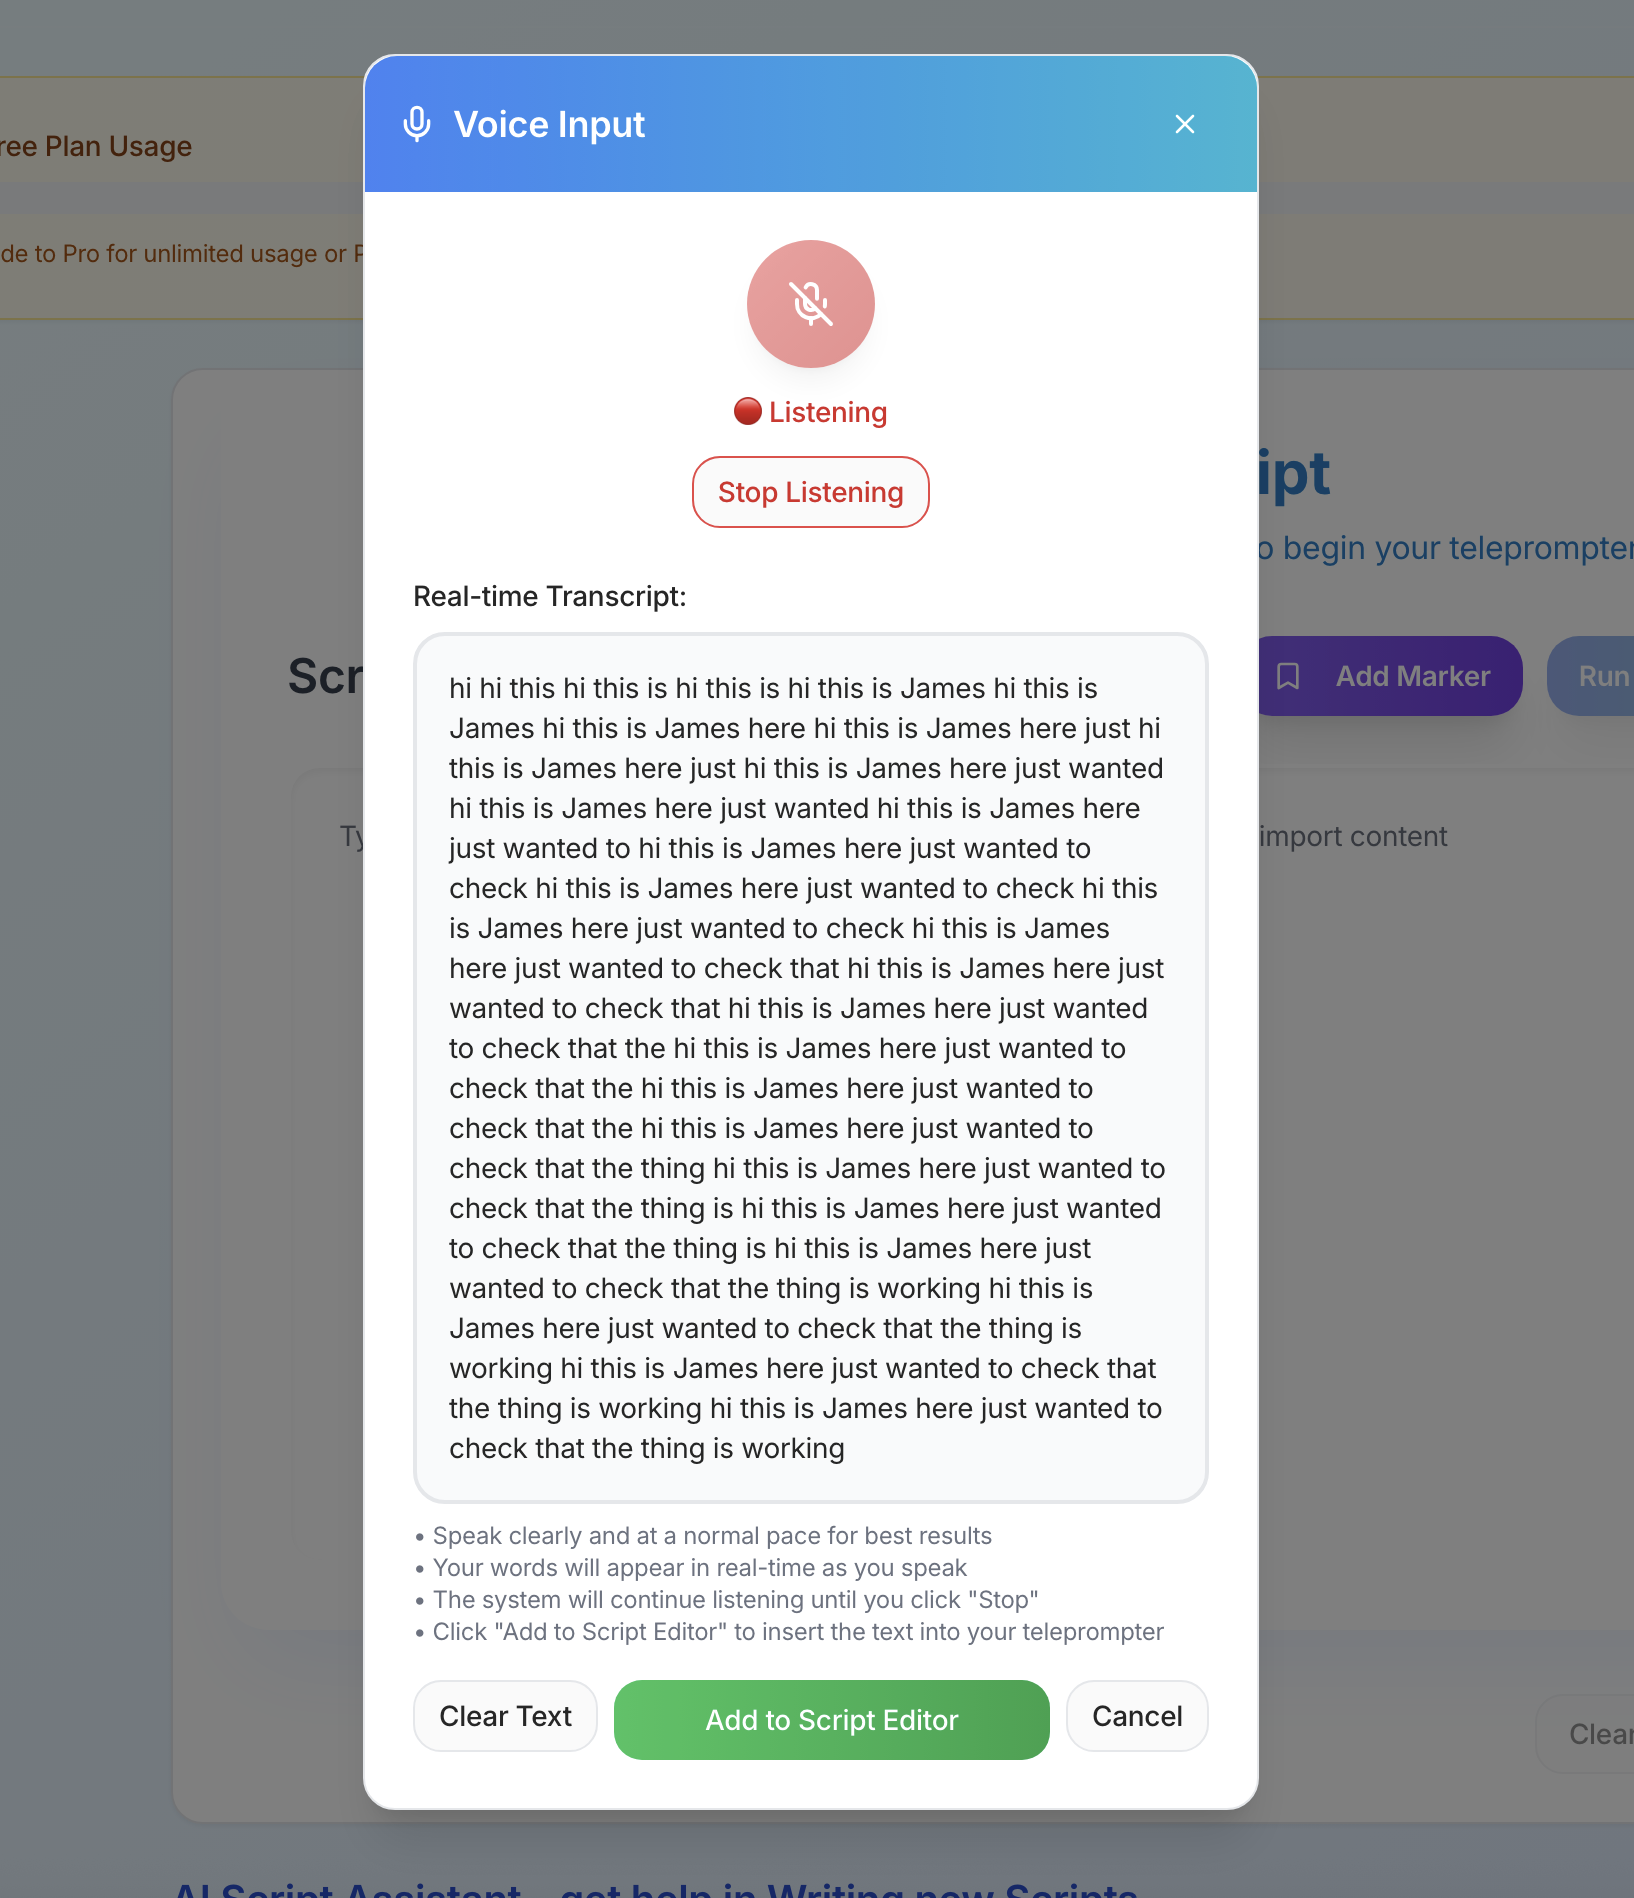 Voice Input
ree Plan Usage
de to Pro for unlimited usage or P
Listening
Stop Listening
ipt
o begin your teleprompter
Real-time Transcript:
Scr
Add Marker
Run
Ty
import content
hi hi this hi this is hi this is hi this is James hi this is
James hi this is James here hi this is James here just hi
this is James here just hi this is James here just wanted
hi this is James here just wanted hi this is James here
just wanted to hi this is James here just wanted to
check hi this is James here just wanted to check hi this
is James here just wanted to check hi this is James
here just wanted to check that hi this is James here just
wanted to check that hi this is James here just wanted
to check that the hi this is James here just wanted to
check that the hi this is James here just wanted to
check that the hi this is James here just wanted to
check that the thing hi this is James here just wanted to
check that the thing is hi this is James here just wanted
to check that the thing is hi this is James here just
wanted to check that the thing is working hi this is
James here just wanted to check that the thing is
working hi this is James here just wanted to check that
the thing is working hi this is James here just wanted to
check that the thing is working
• Speak clearly and at a normal pace for best results
• Your words will appear in real-time as you speak
• The system will continue listening until you click "Stop"
• Click "Add to Script Editor" to insert the text into your teleprompter
Clear Text
Add to Script Editor
Cancel
Clear
AI Script Assistant - get help in Writing new Scripts